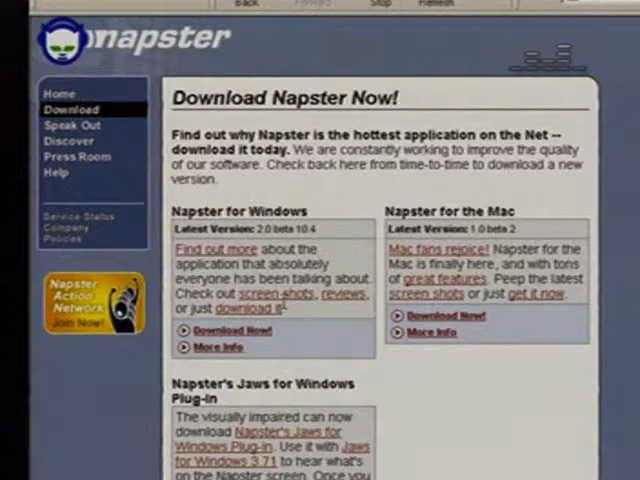 Back Forward Stop Refresh
napster
Home
Download
Speak Out
Discover
Press Room
Help
Service Status
Company
Policies
Napster
Action
Network
Join Now!
Download Napster Now!
Find out why Napster is the hottest application on the Net --
download it today. We are constantly working to improve the quality
of our software. Check back here from time-to-time to download a new
version.
Napster for Windows
Latest Version: 2.0 beta 10.4
Find out more about the
application that absolutely
everyone has been talking about.
Check out screen shots, reviews,
or just download it!
Download Now!
More Info
Napster for the Mac
Latest Version: 1.0 beta 2
Mac fans rejoice! Napster for the
Mac is finally here, and with tons
of great features. Peep the latest
screen shots or just get it now.
Download Now!
More Info
Napster's Jaws for Windows
Plug-in
The visually impaired can now
download Napster's Jaws for
Windows Plug-in. Use it with Jaws
for Windows 3.71 to hear what's
on the Napster screen. Once you